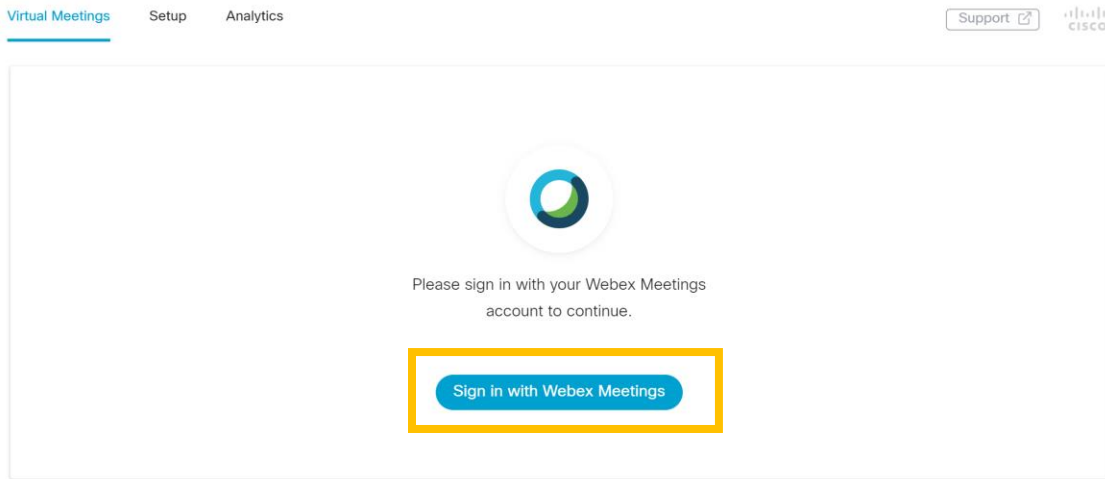 Virtual Meetings Setup Analytics Support
CISCO
Please sign in with your Webex Meetings
account to continue.
Sign in with Webex Meetings